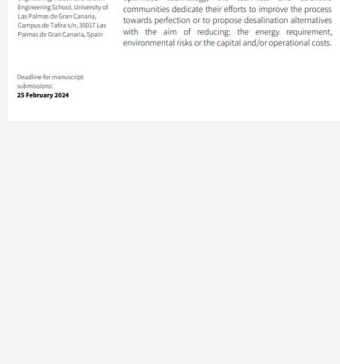 Engineering School, University of
Las Palmas de Gran Canaria,
Campus de Tafira s/n, 35017 Las
Palmas de Gran Canaria, Spain
Deadline for manuscript
submissions:
25 February 2024
communities dedicate their efforts to improve the process
towards perfection or to propose desalination alternatives
with the aim of reducing: the energy requirement,
environmental risks or the capital and/or operational costs.